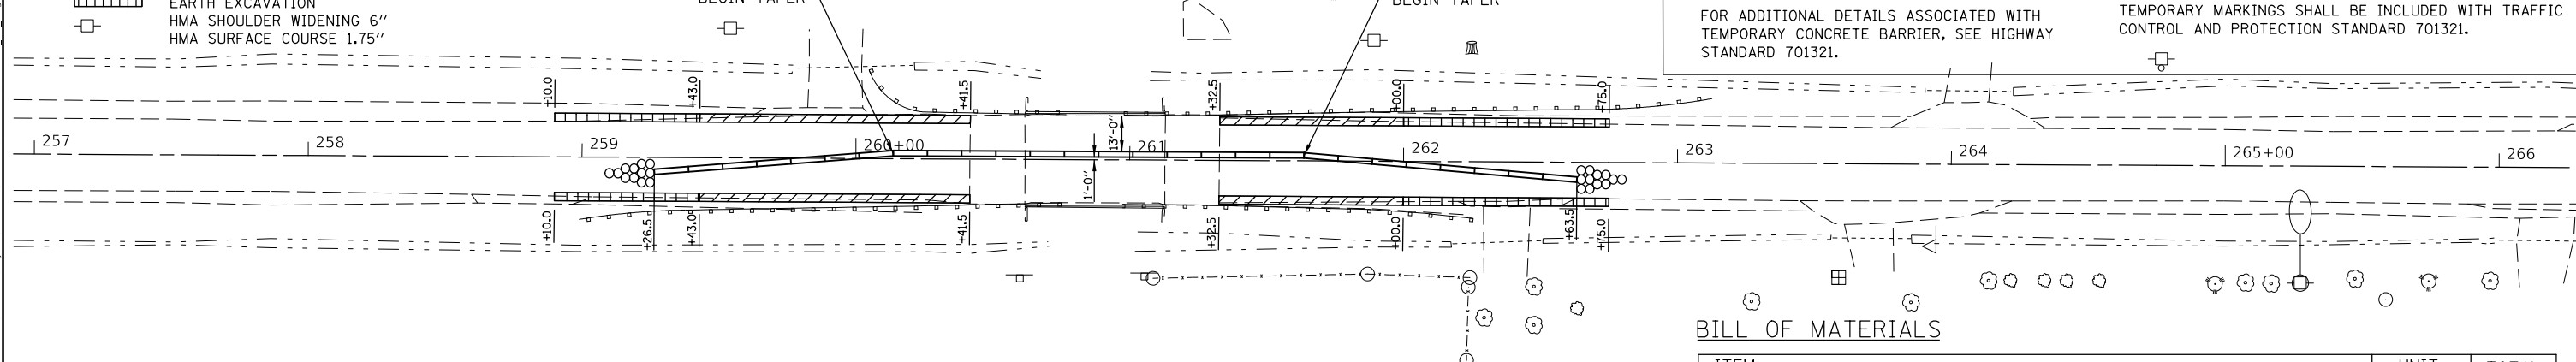 EARTH EXCAVATION
HMA SHOULDER WIDENING 6"
HMA SURFACE COURSE 1.75"
BEGIN TAPER
BEGIN TAPER
FOR ADDITIONAL DETAILS ASSOCIATED WITH
TEMPORARY CONCRETE BARRIER, SEE HIGHWAY
STANDARD 701321.
TEMPORARY MARKINGS SHALL BE INCLUDED WITH TRAFFIC
CONTROL AND PROTECTION STANDARD 701321.
+10.0
+43.0
+41.5
+32.5
+00.0
+75.0
13'-0"
257
258
259
260+00
261
262
263
264
265+00
266
1'-0"
+10.0
+26.5
+43.0
+41.5
+32.5
+00.0
+63.5
+75.0
BILL OF MATERIALS
ITEM
UNIT